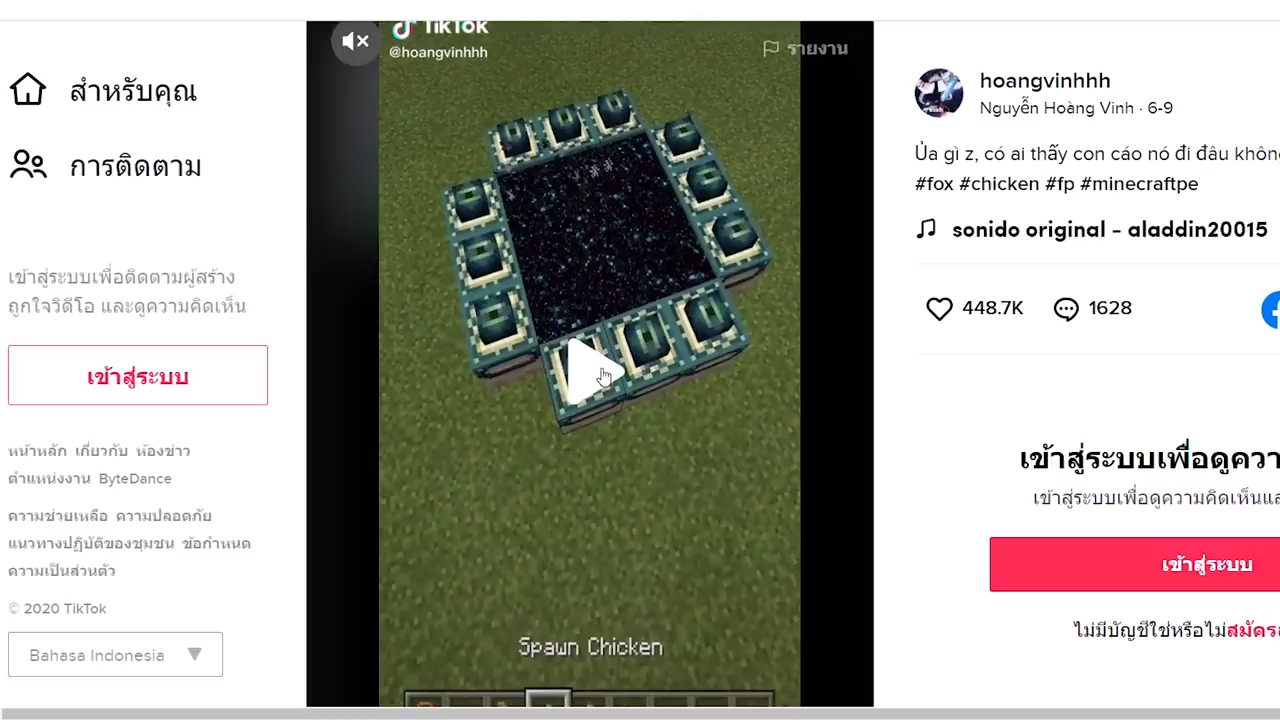 สำหรับคุณ
การติดตาม
เข้าสู่ระบบเพื่อติดตามผู้สร้าง
ถูกใจวิดีโอ และดูความคิดเห็น
เข้าสู่ระบบ
หน้าหลัก เกี่ยวกับ ห้องข่าว
ตำแหน่งงาน ByteDance
ความช่วยเหลือ ความปลอดภัย
แนวทางปฏิบัติของชุมชน ข้อกำหนด
ความเป็นส่วนตัว
© 2020 TikTok
Bahasa Indonesia
TikTok
@hoangvinhhh
รายงาน
Spawn Chicken
hoangvinhhh
Nguyễn Hoàng Vinh · 6-9
Ủa gì z, có ai thấy con cáo nó đi đâu khôn
#fox #chicken #fp #minecraftpe
sonido original - aladdin20015
448.7K 1628
เข้าสู่ระบบเพื่อดูควา
เข้าสู่ระบบเพื่อดูความคิดเห็นแ
เข้าสู่ระบบ
ไม่มีบัญชีใช่หรือไม่สมัคร